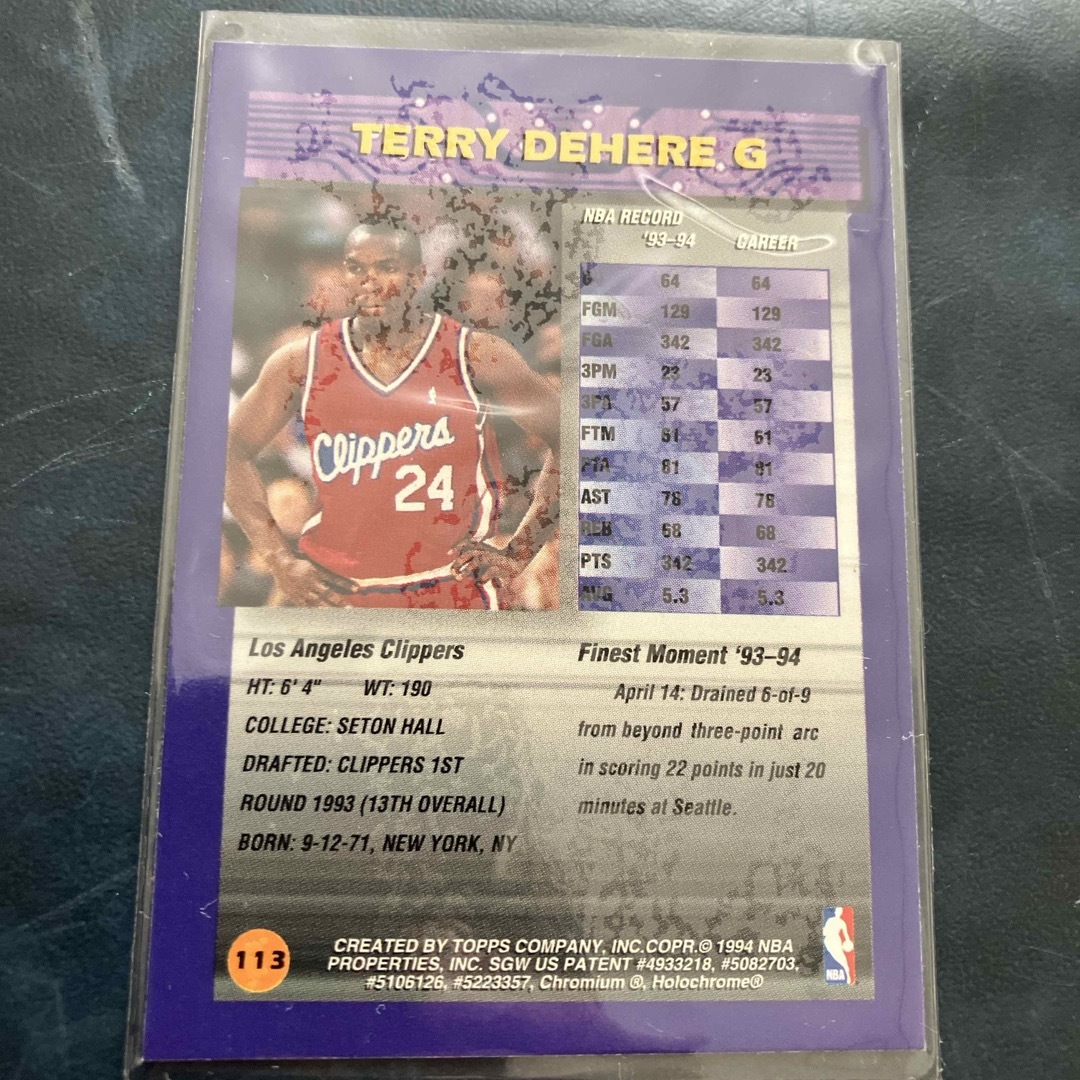 TERRY DEHERE G
NBA RECORD
'93–94 CAREER
G 64 64
FGM 129 129
FGA 342 342
3PM 23 23
3PA 57 57
FTM 61 61
FTA 81 81
AST 78 78
REB 68 68
PTS 342 342
AVG 5.3 5.3
Clippers
24
Los Angeles Clippers
HT: 6' 4" WT: 190
COLLEGE: SETON HALL
DRAFTED: CLIPPERS 1ST
ROUND 1993 (13TH OVERALL)
BORN: 9-12-71, NEW YORK, NY
Finest Moment '93–94
April 14: Drained 6-of-9
from beyond three-point arc
in scoring 22 points in just 20
minutes at Seattle.
113
CREATED BY TOPPS COMPANY, INC.COPR.© 1994 NBA
PROPERTIES, INC. SGW US PATENT #4933218, #5082703,
#5106126, #5223357, Chromium ®, Holochrome®
NBA